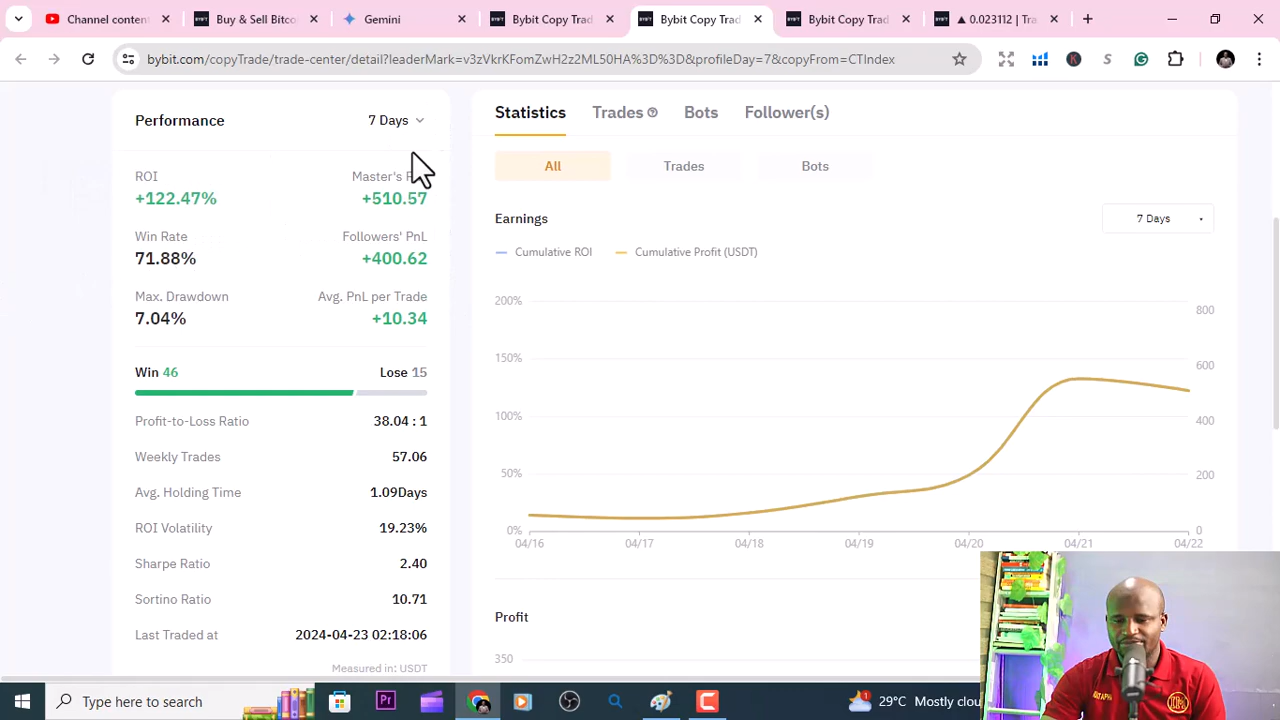 Channel content
Buy & Sell Bitco
Gemini
Bybit Copy Trad
Bybit Copy Trad
Bybit Copy Trad
▲ 0.023112 | Tra
bybit.com/copyTrade/trade-center/detail?leaderMark=v3zVkrKFomZwH2z2ML50HA%3D%3D&profileDay=7&copyFrom=CTIndex
Performance
7 Days
ROI
Master's
+122.47%
+510.57
Win Rate
Followers' PnL
71.88%
+400.62
Max. Drawdown
Avg. PnL per Trade
7.04%
+10.34
Win 46
Lose 15
Profit-to-Loss Ratio
38.04 : 1
Weekly Trades
57.06
Avg. Holding Time
1.09Days
ROI Volatility
19.23%
Sharpe Ratio
2.40
Sortino Ratio
10.71
Last Traded at
2024-04-23 02:18:06
Measured in: USDT
Statistics
Trades
Bots
Follower(s)
All
Trades
Bots
Earnings
7 Days
Cumulative ROI
Cumulative Profit (USDT)
200%
800
150%
600
100%
400
50%
200
0%
0
04/16
04/17
04/18
04/19
04/20
04/21
04/22
Profit
350
Type here to search
29°C Mostly clou